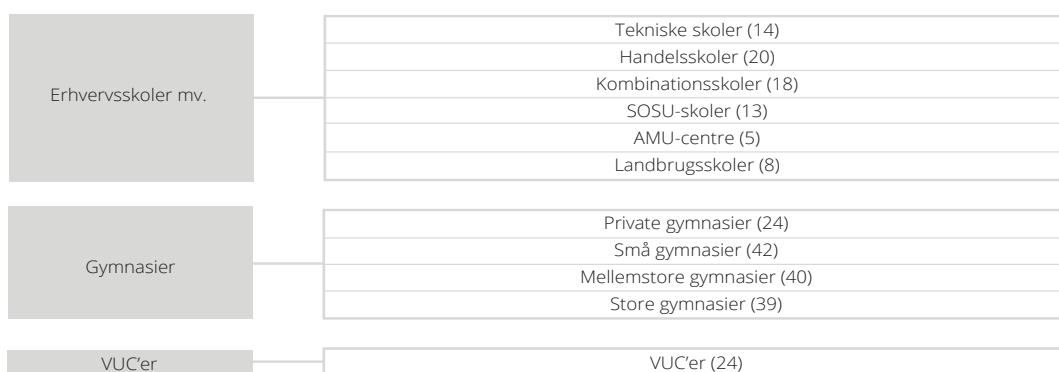 Erhvervsskoler mv.
Tekniske skoler (14)
Handelsskoler (20)
Kombinationsskoler (18)
SOSU-skoler (13)
AMU-centre (5)
Landbrugsskoler (8)
Gymnasier
Private gymnasier (24)
Små gymnasier (42)
Mellemstore gymnasier (40)
Store gymnasier (39)
VUC’er
VUC’er (24)